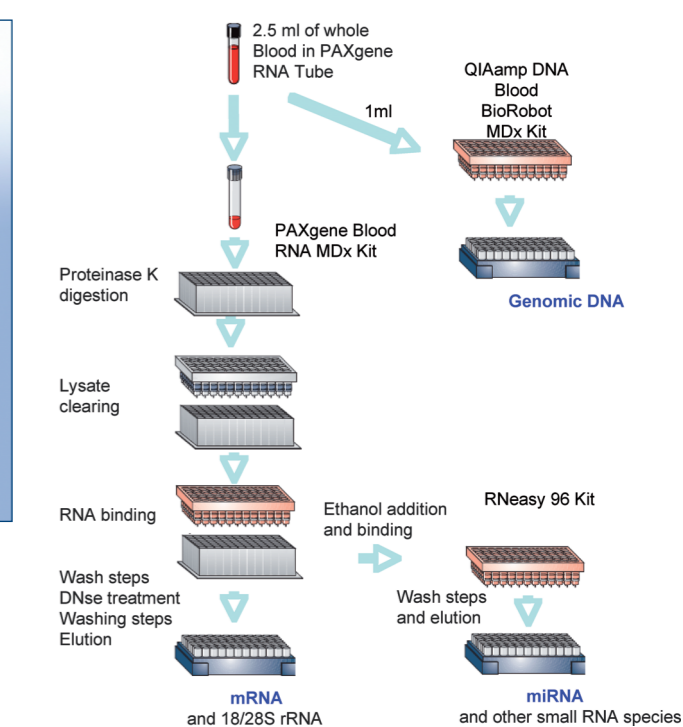 2.5 ml of whole
Blood in PAXgene
RNA Tube
1ml
QIAamp DNA
Blood
BioRobot
MDx Kit
PAXgene Blood
RNA MDx Kit
Proteinase K
digestion
Genomic DNA
Lysate
clearing
RNA binding
Ethanol addition
and binding
RNeasy 96 Kit
Wash steps
DNse treatment
Washing steps
Elution
Wash steps
and elution
mRNA
and 18/28S rRNA
miRNA
and other small RNA species